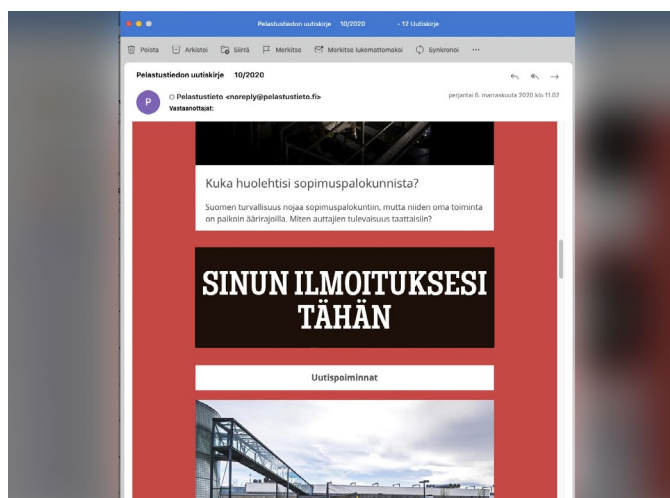 Pelastustiedon uutiskirje 10/2020 - 12 Uutiskirje
Poista Arkistoi Siirrä Merkitse Merkitse lukemattomaksi Synkronoi ...
Pelastustiedon uutiskirje 10/2020
P
Pelastustieto <noreply@pelastustieto.fi>
perjantai 6. marraskuuta 2020 klo 11.02
Vastaanottajat:
Kuka huolehtisi sopimuspalokunnista?
Suomen turvallisuus nojaa sopimuspalokuntiin, mutta niiden oma toiminta
on paikoin äärirajoilla. Miten auttajien tulevaisuus taattaisiin?
SINUN ILMOITUKSESI
TÄHÄN
Uutispoiminnat